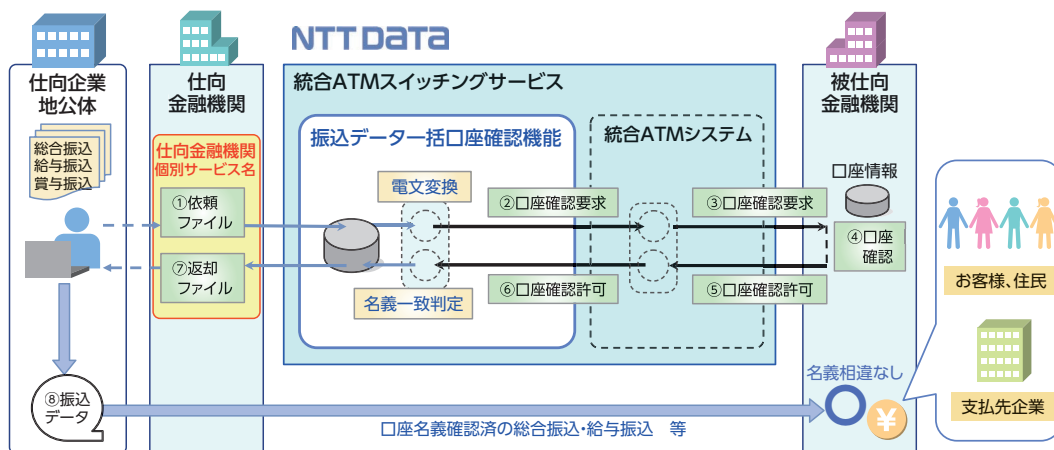 NTT DATA
仕向企業
地公体
総合振込
給与振込
賞与振込
仕向
金融機関
仕向金融機関
個別サービス名
①依頼
ファイル
⑦返却
ファイル
統合ATMスイッチングサービス
振込データ一括口座確認機能
電文変換
名義一致判定
統合ATMシステム
②口座確認要求
③口座確認要求
⑥口座確認許可
⑤口座確認許可
被仕向
金融機関
口座情報
④口座
確認
お客様、住民
支払先企業
名義相違なし
¥
⑧振込
データ
口座名義確認済の総合振込・給与振込 等